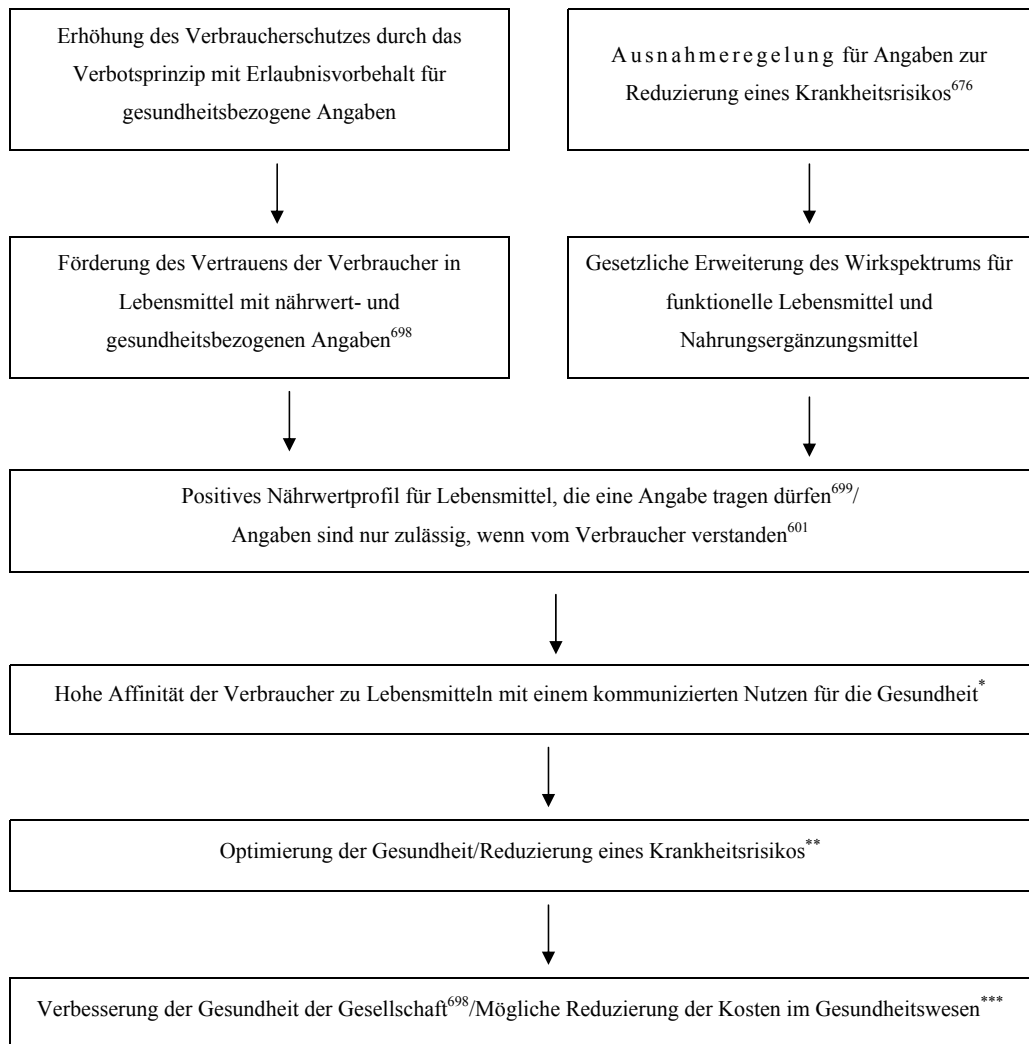 Erhöhung des Verbraucherschutzes durch das
Verbotsprinzip mit Erlaubnisvorbehalt für
gesundheitsbezogene Angaben
Ausnahmeregelung für Angaben zur
Reduzierung eines Krankheitsrisikos676
Förderung des Vertrauens der Verbraucher in
Lebensmittel mit nährwert- und
gesundheitsbezogenen Angaben698
Gesetzliche Erweiterung des Wirkspektrums für
funktionelle Lebensmittel und
Nahrungsergänzungsmittel
Positives Nährwertprofil für Lebensmittel, die eine Angabe tragen dürfen699/
Angaben sind nur zulässig, wenn vom Verbraucher verstanden601
Hohe Affinität der Verbraucher zu Lebensmitteln mit einem kommunizierten Nutzen für die Gesundheit*
Optimierung der Gesundheit/Reduzierung eines Krankheitsrisikos**
Verbesserung der Gesundheit der Gesellschaft698/Mögliche Reduzierung der Kosten im Gesundheitswesen***